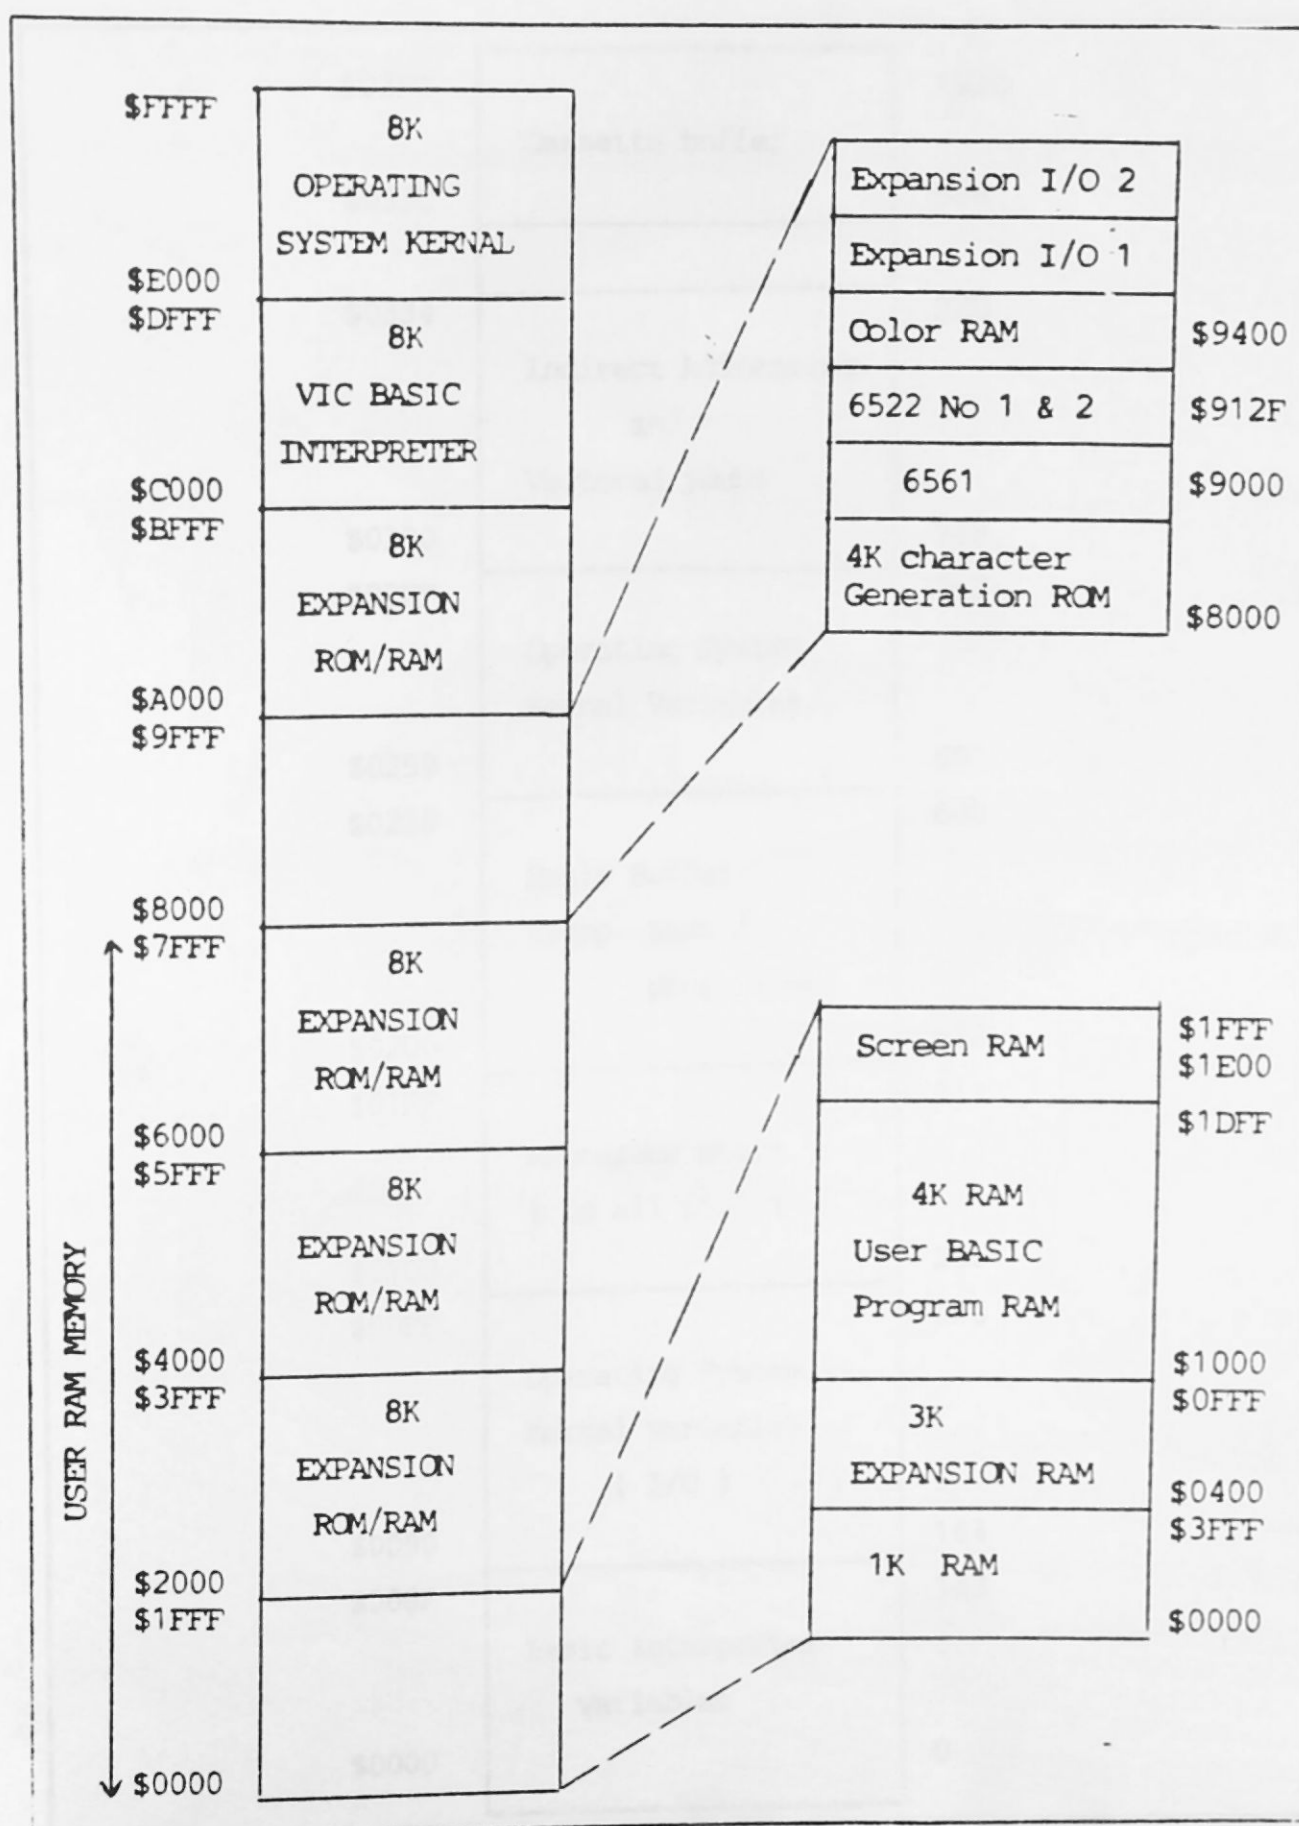 $FFFF
8K
OPERATING
SYSTEM KERNAL
$E000
$DFFF
8K
VIC BASIC
INTERPRETER
$C000
$BFFF
8K
EXPANSION
ROM/RAM
$A000
$9FFF
$8000
$7FFF
8K
EXPANSION
ROM/RAM
$6000
$5FFF
8K
EXPANSION
ROM/RAM
$4000
$3FFF
8K
EXPANSION
ROM/RAM
$2000
$1FFF
$0000
USER RAM MEMORY
Expansion I/O 2
Expansion I/O 1
Color RAM
$9400
6522 No 1 & 2
$912F
6561
$9000
4K character
Generation ROM
$8000
Screen RAM
$1FFF
$1E00
$1DFF
4K RAM
User BASIC
Program RAM
$1000
$0FFF
3K
EXPANSION RAM
$0400
$3FFF
1K RAM
$0000